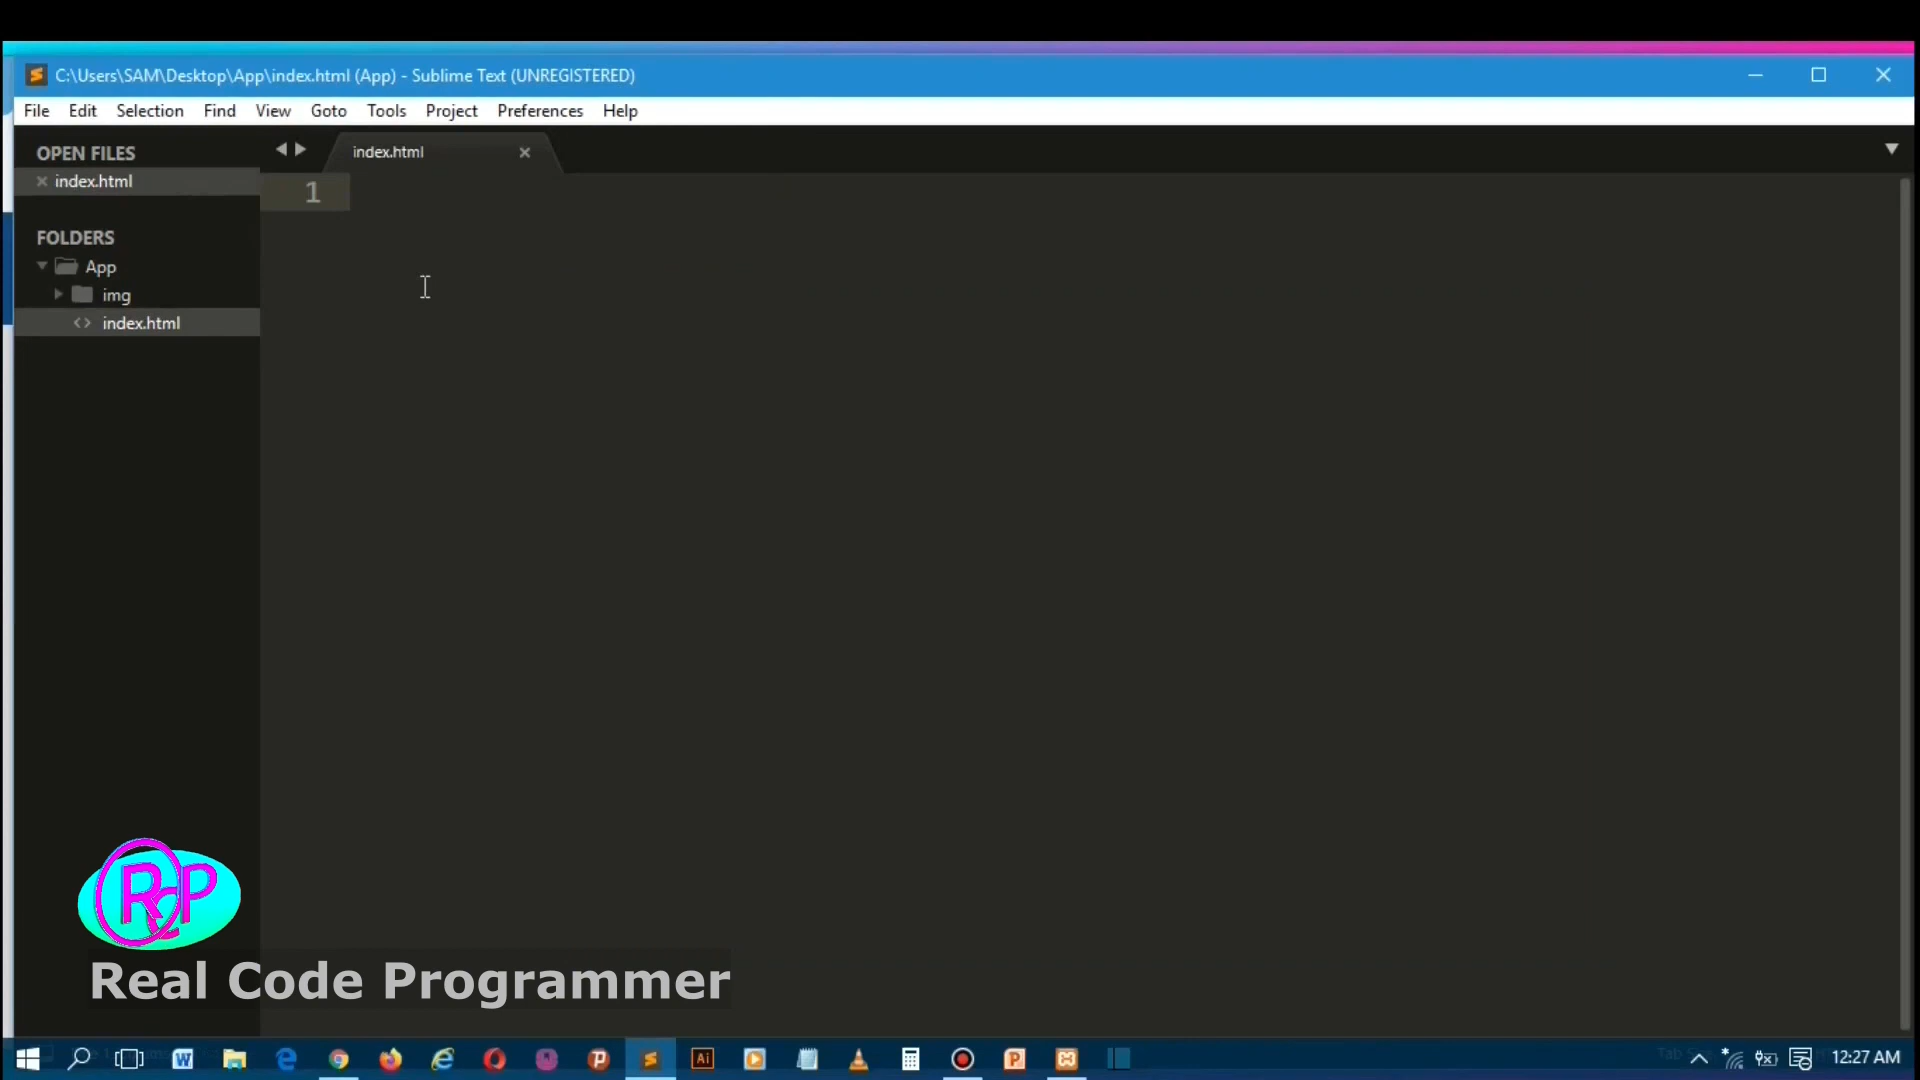 C:\Users\SAM\Desktop\App\index.html (App) - Sublime Text (UNREGISTERED)
File Edit Selection Find View Goto Tools Project Preferences Help
OPEN FILES
index.html
index.html
1
FOLDERS
App
img
index.html
RCP
Real Code Programmer
12:27 AM